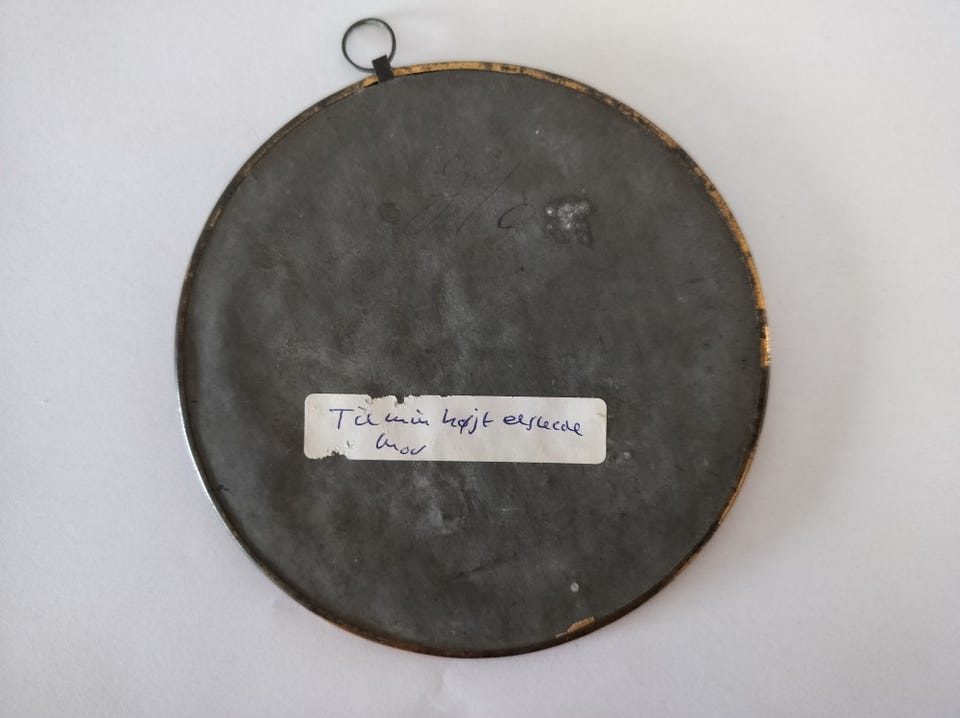 Til min højt elskede
Mor